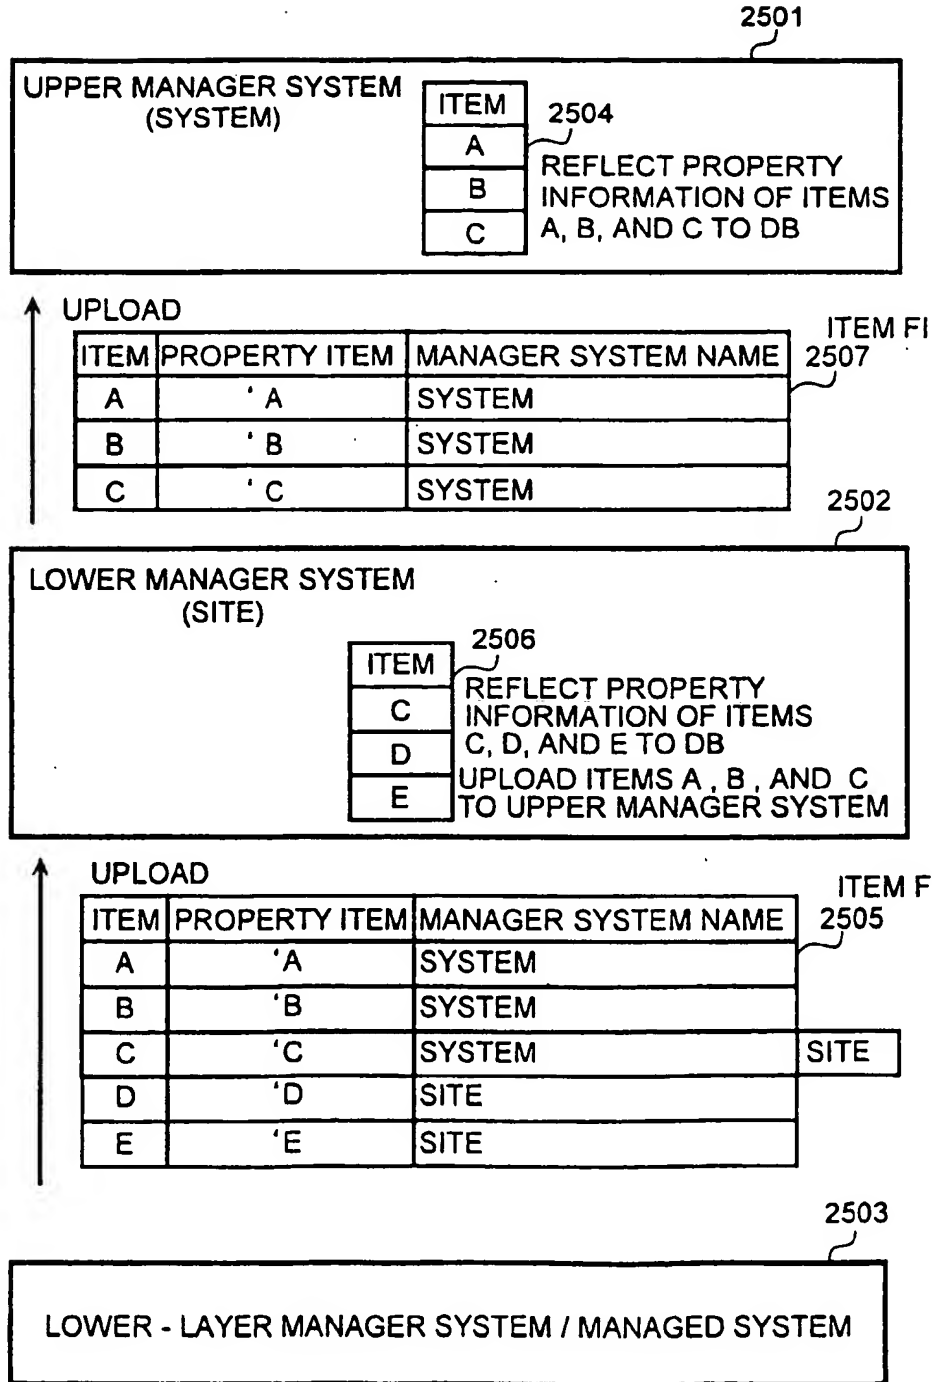 2501
UPPER MANAGER SYSTEM
(SYSTEM)
ITEM
A
B
C
2504
REFLECT PROPERTY
INFORMATION OF ITEMS
A, B, AND C TO DB
UPLOAD
ITEM FI
2507
ITEM PROPERTY ITEM MANAGER SYSTEM NAME
A 'A SYSTEM
B 'B SYSTEM
C 'C SYSTEM
2502
LOWER MANAGER SYSTEM
(SITE)
ITEM
C
D
E
2506
REFLECT PROPERTY
INFORMATION OF ITEMS
C, D, AND E TO DB
UPLOAD ITEMS A , B , AND C
TO UPPER MANAGER SYSTEM
UPLOAD
ITEM F
2505
ITEM PROPERTY ITEM MANAGER SYSTEM NAME
A 'A SYSTEM
B 'B SYSTEM
C 'C SYSTEM SITE
D 'D SITE
E 'E SITE
2503
LOWER - LAYER MANAGER SYSTEM / MANAGED SYSTEM